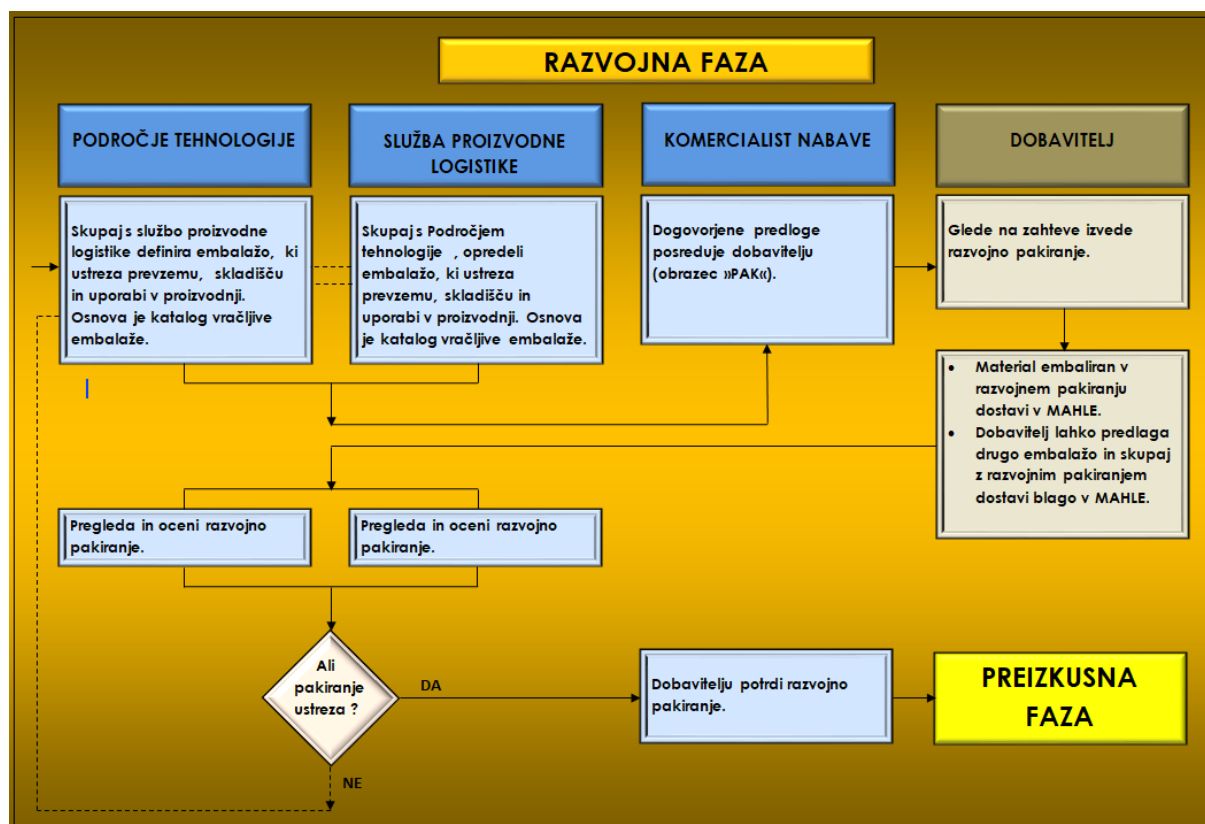 RAZVOJNA FAZA
PODROČJE TEHNOLOGIJE
SLUŽBA PROIZVODNE
LOGISTIKE
KOMERCIALIST NABAVE
DOBAVITELJ
Skupaj s službo proizvodne
logistike definira embalažo, ki
ustreza prevzemu, skladišču
in uporabi v proizvodnji.
Osnova je katalog vračljive
embalaže.
Skupaj s Področjem
tehnologije , opredeli
embalažo, ki ustreza
prevzemu, skladišču in
uporabi v proizvodnji. Osnova
je katalog vračljive embalaže.
Dogovorjene predloge
posreduje dobavitelju
(obrazec »PAK«).
Glede na zahteve izvede
razvojno pakiranje.
• Material embaliran v
razvojnem pakiranju
dostavi v MAHLE.
• Dobavitelj lahko predlaga
drugo embalažo in skupaj
z razvojnim pakiranjem
dostavi blago v MAHLE.
Pregleda in oceni razvojno
pakiranje.
Pregleda in oceni razvojno
pakiranje.
Ali
pakiranje
ustreza ?
DA
NE
Dobavitelju potrdi razvojno
pakiranje.
PREIZKUSNA
FAZA